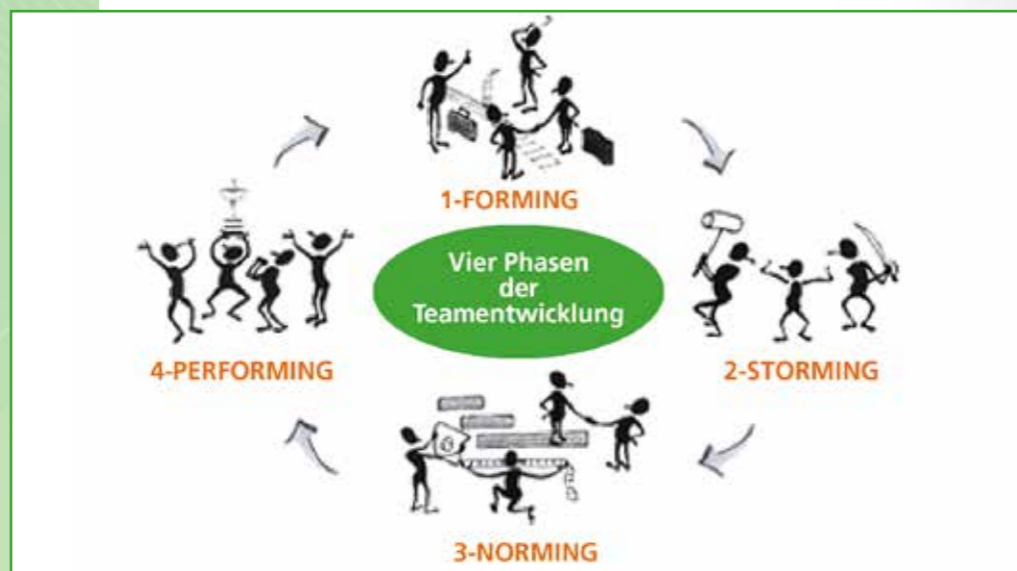 1-FORMING
Vier Phasen
der
Teamentwicklung
4-PERFORMING
2-STORMING
3-NORMING